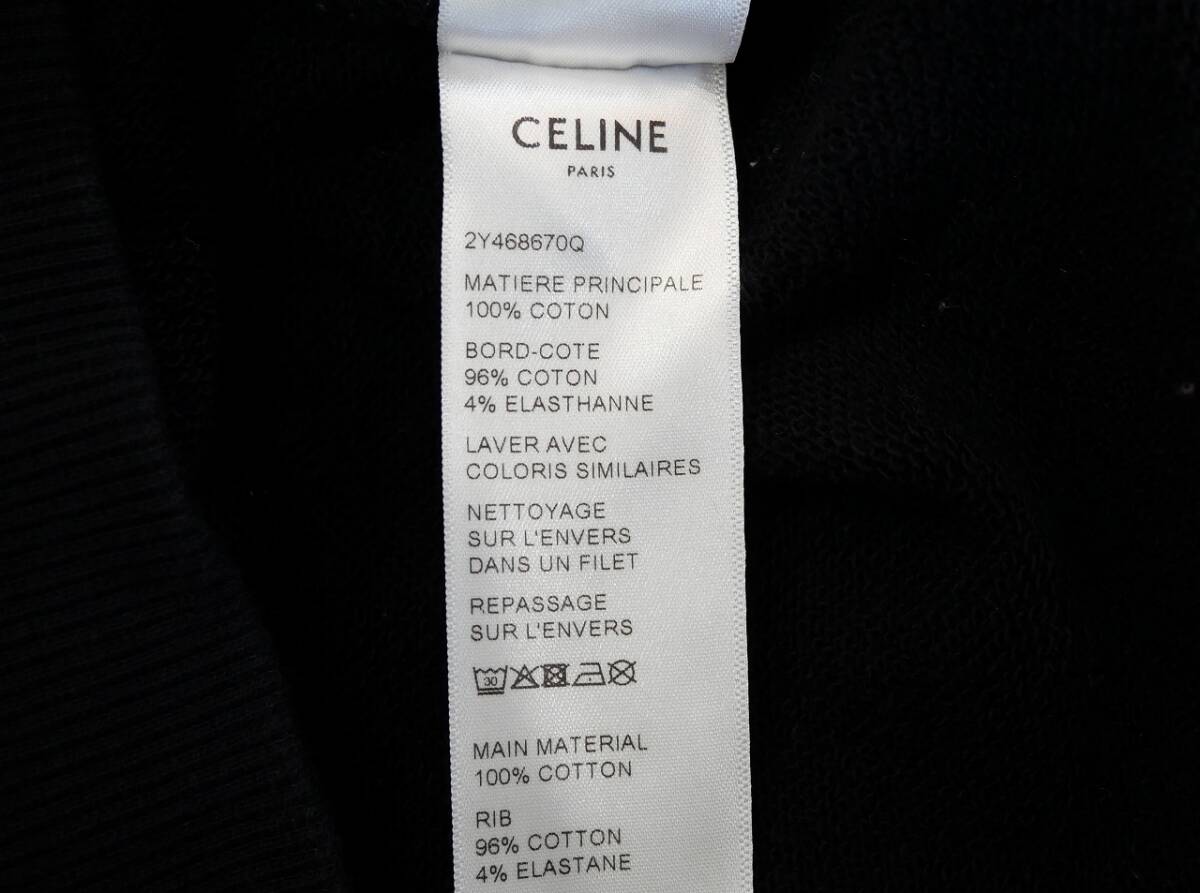 CELINE
PARIS
2Y468670Q
MATIERE PRINCIPALE
100% COTON
BORD-COTE
96% COTON
4% ELASTHANNE
LAVER AVEC
COLORIS SIMILAIRES
NETTOYAGE
SUR L'ENVERS
DANS UN FILET
REPASSAGE
SUR L'ENVERS
30
MAIN MATERIAL
100% COTTON
RIB
96% COTTON
4% ELASTANE